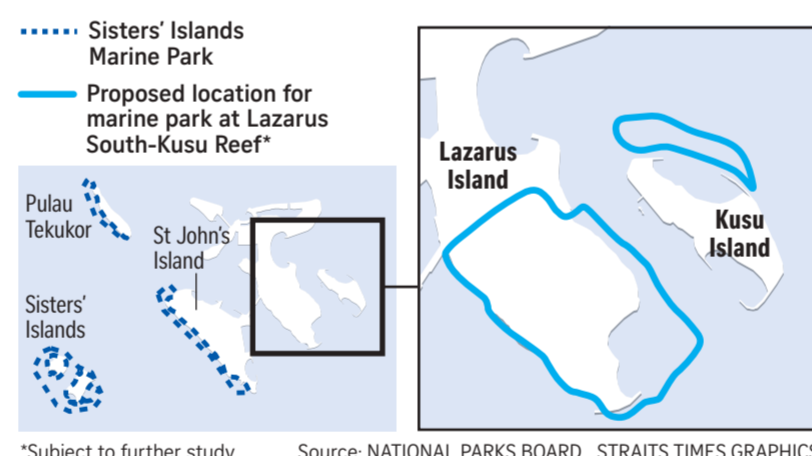 Sisters' Islands
Marine Park
Proposed location for
marine park at Lazarus
South-Kusu Reef*
Pulau
Tekukor
St John's
Island
Sisters'
Islands
Lazarus
Island
Kusu
Island
*Subject to further study
Source: NATIONAL PARKS BOARD STRAITS TIMES GRAPHICS